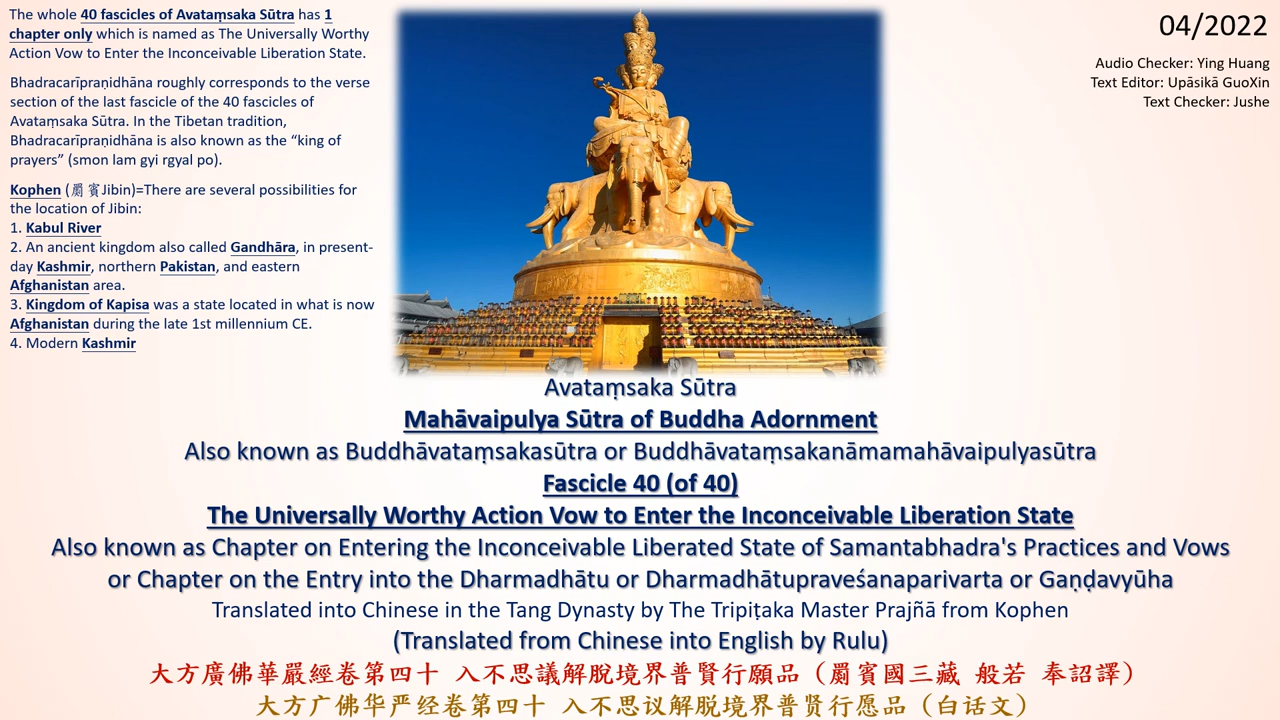 The whole 40 fascicles of Avataṃsaka Sūtra has 1
chapter only which is named as The Universally Worthy
Action Vow to Enter the Inconceivable Liberation State.
Bhadracarīpraṇidhāna roughly corresponds to the verse
section of the last fascicle of the 40 fascicles of
Avataṃsaka Sūtra. In the Tibetan tradition,
Bhadracarīpraṇidhāna is also known as the “king of
prayers” (smon lam gyi rgyal po).
Kophen (罽 賓Jibin)=There are several possibilities for
the location of Jibin:
1. Kabul River
2. An ancient kingdom also called Gandhāra, in present-
day Kashmir, northern Pakistan, and eastern
Afghanistan area.
3. Kingdom of Kapisa was a state located in what is now
Afghanistan during the late 1st millennium CE.
4. Modern Kashmir
04/2022
Audio Checker: Ying Huang
Text Editor: Upāsikā GuoXin
Text Checker: Jushe
Avataṃsaka Sūtra
Mahāvaipulya Sūtra of Buddha Adornment
Also known as Buddhāvataṃsakasūtra or Buddhāvataṃsakanāmamahāvaipulyasūtra
Fascicle 40 (of 40)
The Universally Worthy Action Vow to Enter the Inconceivable Liberation State
Also known as Chapter on Entering the Inconceivable Liberated State of Samantabhadra's Practices and Vows
or Chapter on the Entry into the Dharmadhātu or Dharmadhātupraveśanaparivarta or Gaṇḍavyūha
Translated into Chinese in the Tang Dynasty by The Tripiṭaka Master Prajñā from Kophen
(Translated from Chinese into English by Rulu)
大方廣佛華嚴經卷第四十 入不思議解脫境界普賢行願品（罽賓國三藏 般若 奉詔譯）
大方广佛华严经卷第四十 入不思议解脱境界普贤行愿品（白话文）